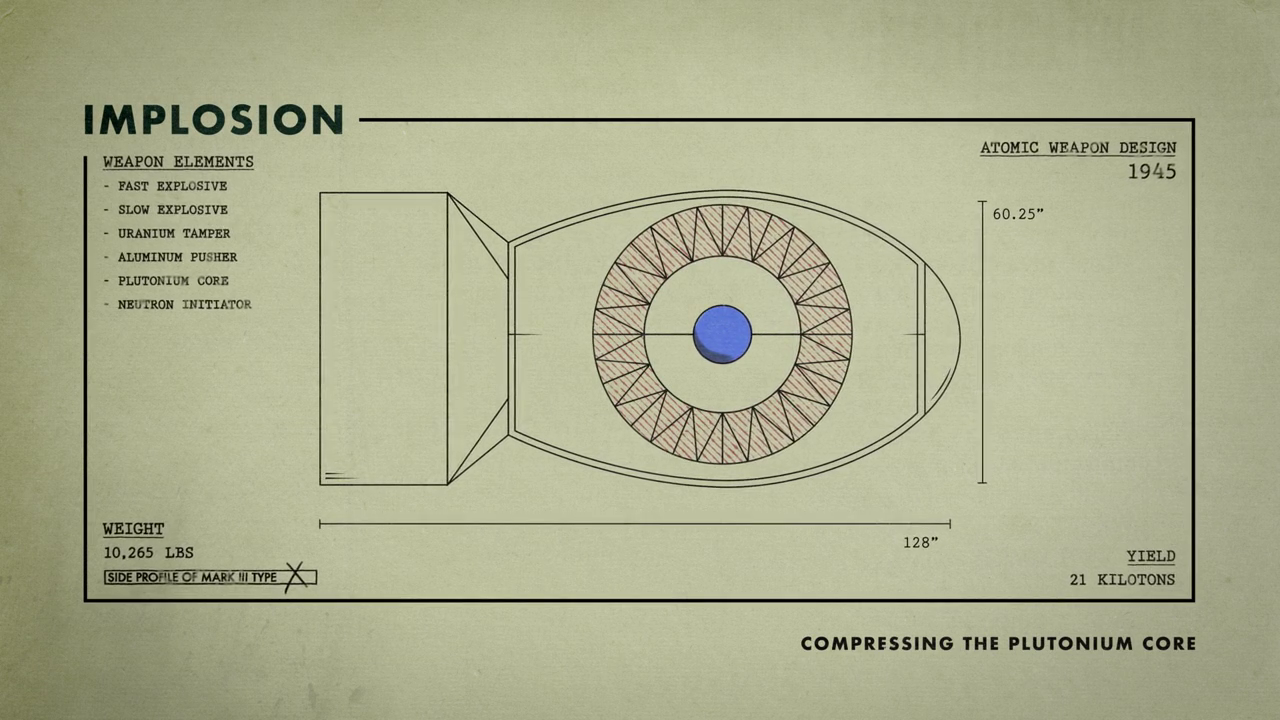 IMPLOSION
WEAPON ELEMENTS
- FAST EXPLOSIVE
- SLOW EXPLOSIVE
- URANIUM TAMPER
- ALUMINUM PUSHER
- PLUTONIUM CORE
- NEUTRON INITIATOR
ATOMIC WEAPON DESIGN
1945
60.25”
128”
WEIGHT
10,265 LBS
SIDE PROFILE OF MARK III TYPE X
YIELD
21 KILOTONS
COMPRESSING THE PLUTONIUM CORE